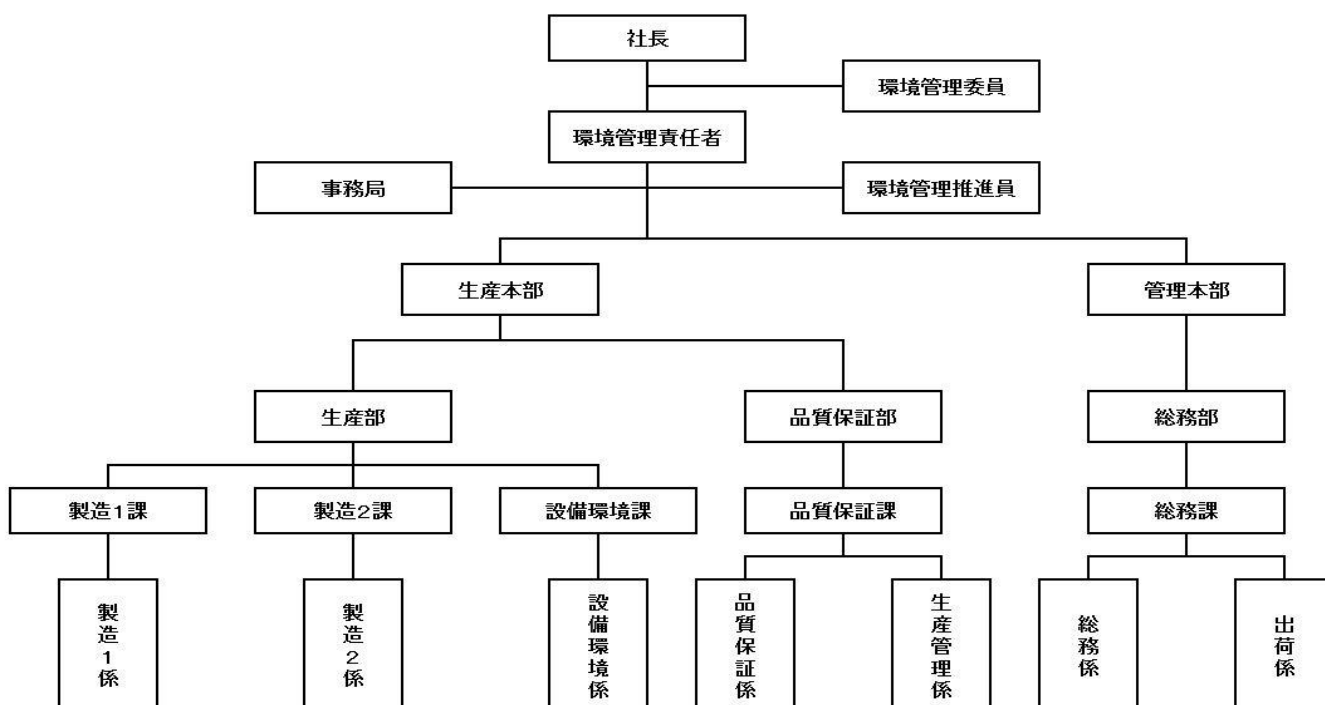 社長
環境管理委員
環境管理責任者
事務局
環境管理推進員
生産本部
管理本部
生産部
品質保証部
総務部
製造1課
製造2課
設備環境課
品質保証課
総務課
製造1係
製造2係
設備環境係
品質保証係
生産管理係
総務係
出荷係